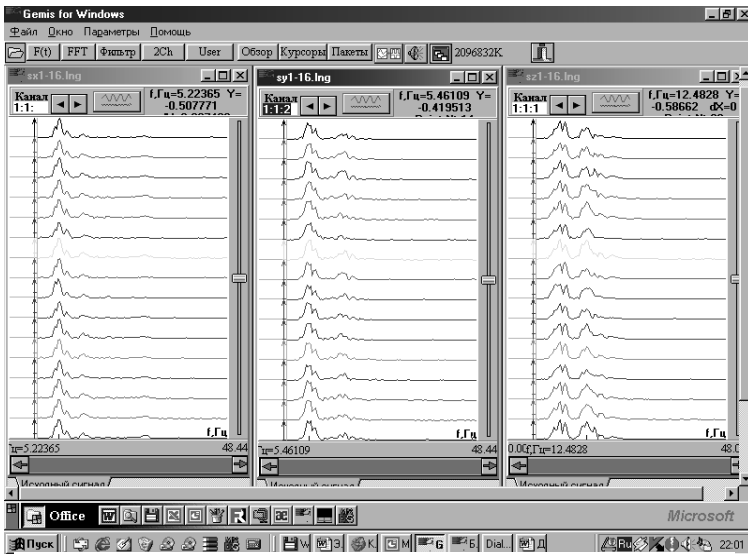 Gemis for Windows
Файл Окно Параметры Помощь
F(t) FFT Фильтр 2Ch User Обзор Курсоры Пакеты 2096832K
sx1-16.lng
Канал
1:1:
f,Гц=5.22365 Y=
-0.507771
f,Гц
ц=5.22365 48.44
Исходный сигнал
sy1-16.lng
Канал
1:1:2
f,Гц=5.46109 Y=
-0.419513
f,Гц
ц=5.46109 48.44
sz1-16.lng
Канал
1:1:1
f,Гц=12.4828 Y=
-0.58662 dX=0
f,Гц
0.00 f,Гц=12.4828 48.0
Исходный сигнал
Office
Microsoft
Пуск W Э. К М Б. Dial... Д Ru 22:01